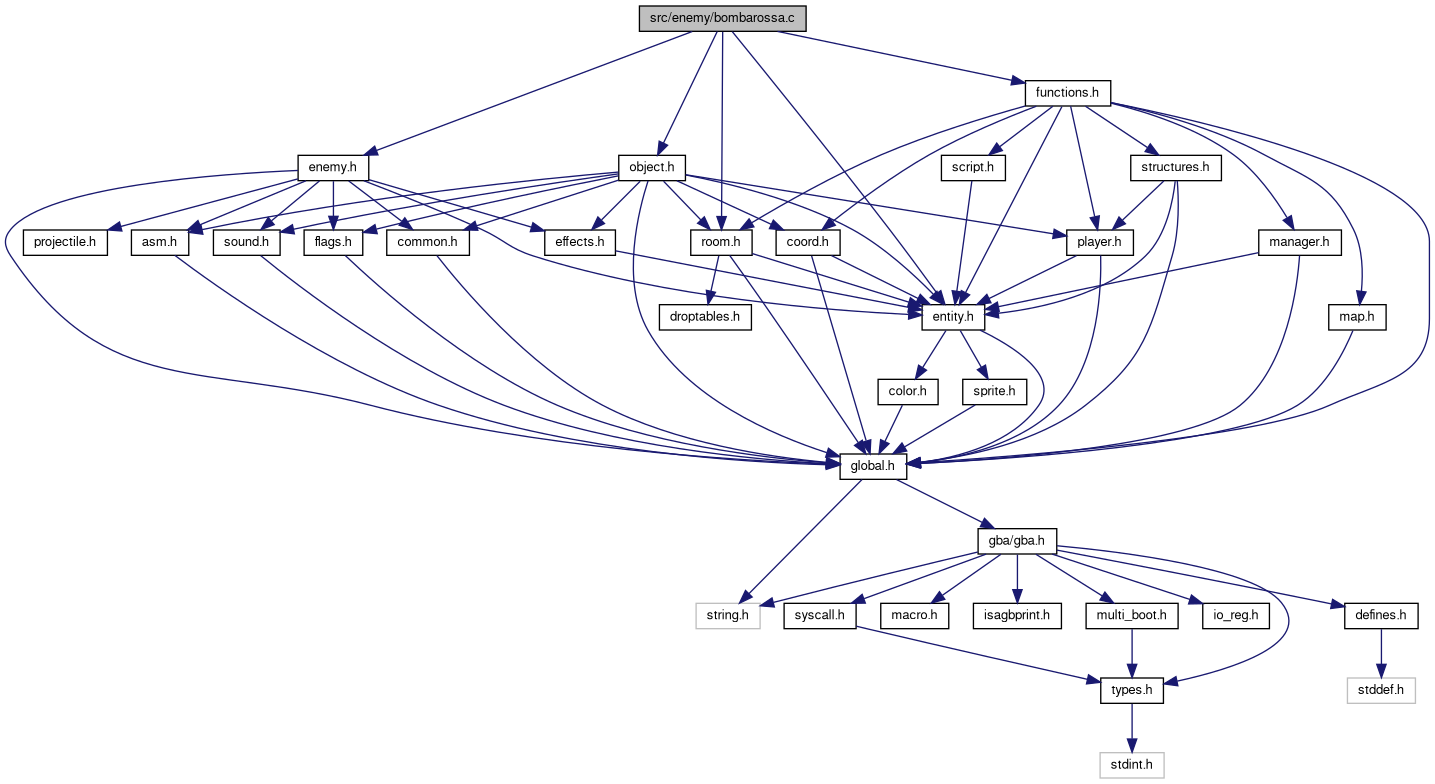 src/enemy/bombarossa.c
functions.h
enemy.h
object.h
script.h
structures.h
projectile.h
asm.h
sound.h
flags.h
common.h
effects.h
room.h
coord.h
player.h
manager.h
droptables.h
entity.h
map.h
color.h
sprite.h
global.h
gba/gba.h
string.h
syscall.h
macro.h
isagbprint.h
multi_boot.h
io_reg.h
defines.h
types.h
stddef.h
stdint.h